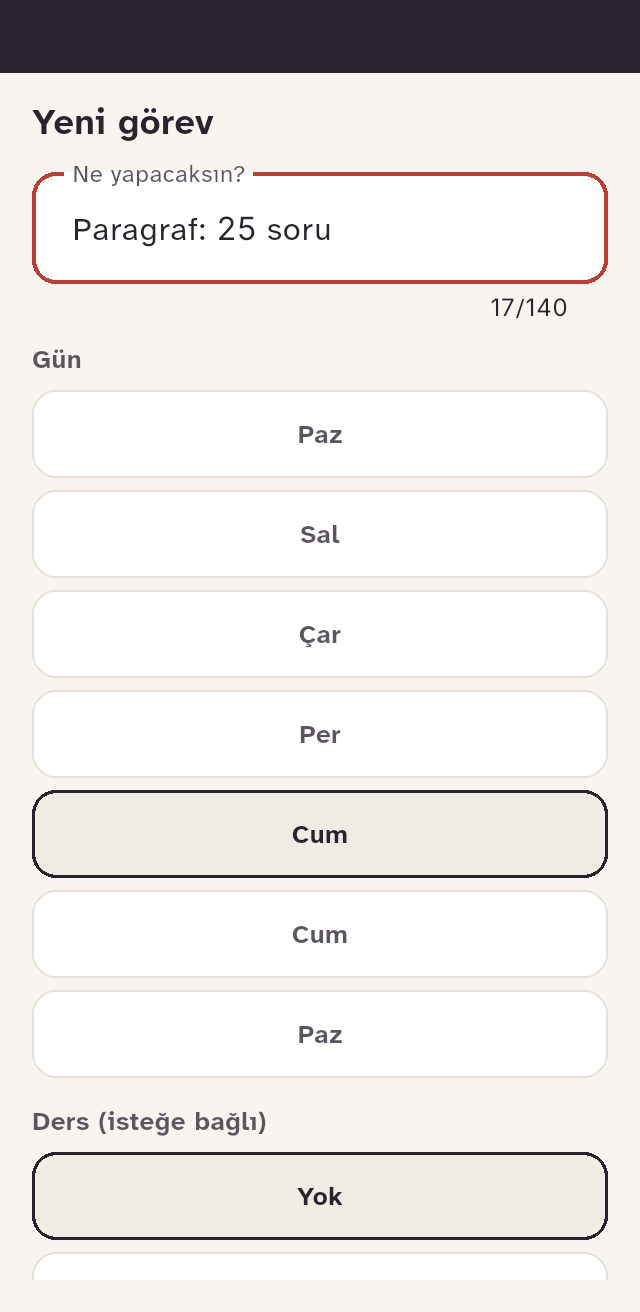 Yeni görev
Ne yapacaksın?
Paragraf: 25 soru
17/140
Gün
Paz
Sal
Çar
Per
Cum
Cum
Paz
Ders (isteğe bağlı)
Yok